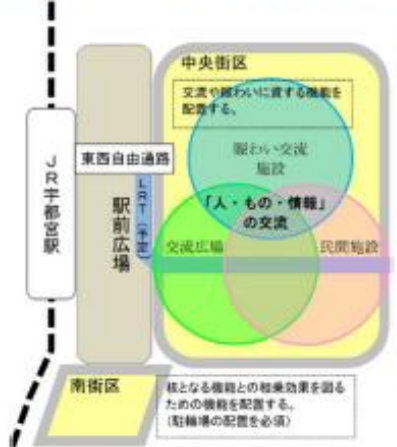 中央街区
交流や賑わいに資する機能を
配置する。
賑わい交流
施設
「人・もの・情報」
の交流
交流広場
民間施設
東西自由通路
JR宇都宮駅
駅前広場
LRT(予定)
南街区
核となる機能との相乗効果を図る
ための機能を配置する。
(駐輪場の配置を必須)